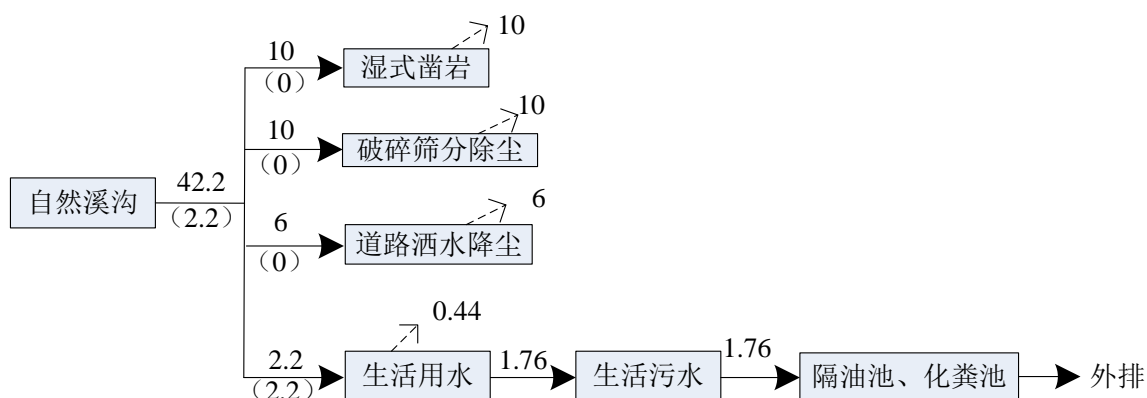 10
10
湿式凿岩
（0）
10
10
破碎筛分除尘
（0）
42.2
自然溪沟
（2.2）
6
6
道路洒水降尘
（0）
0.44
2.2
生活用水
（2.2）
1.76
生活污水
1.76
隔油池、化粪池
外排